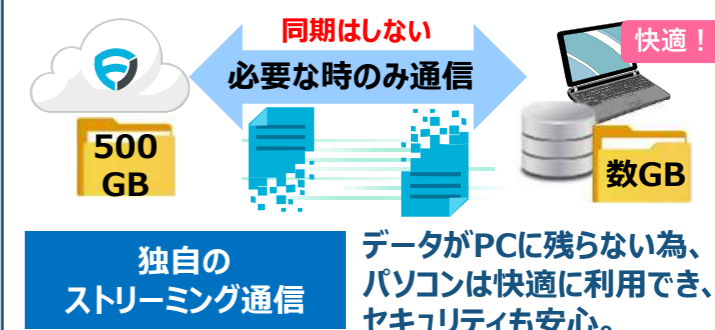 同期はしない
必要な時のみ通信
快適！
500
GB
数GB
独自の
ストリーミング通信
データがPCに残らない為、
パソコンは快適に利用でき、
セキュリティも安心。